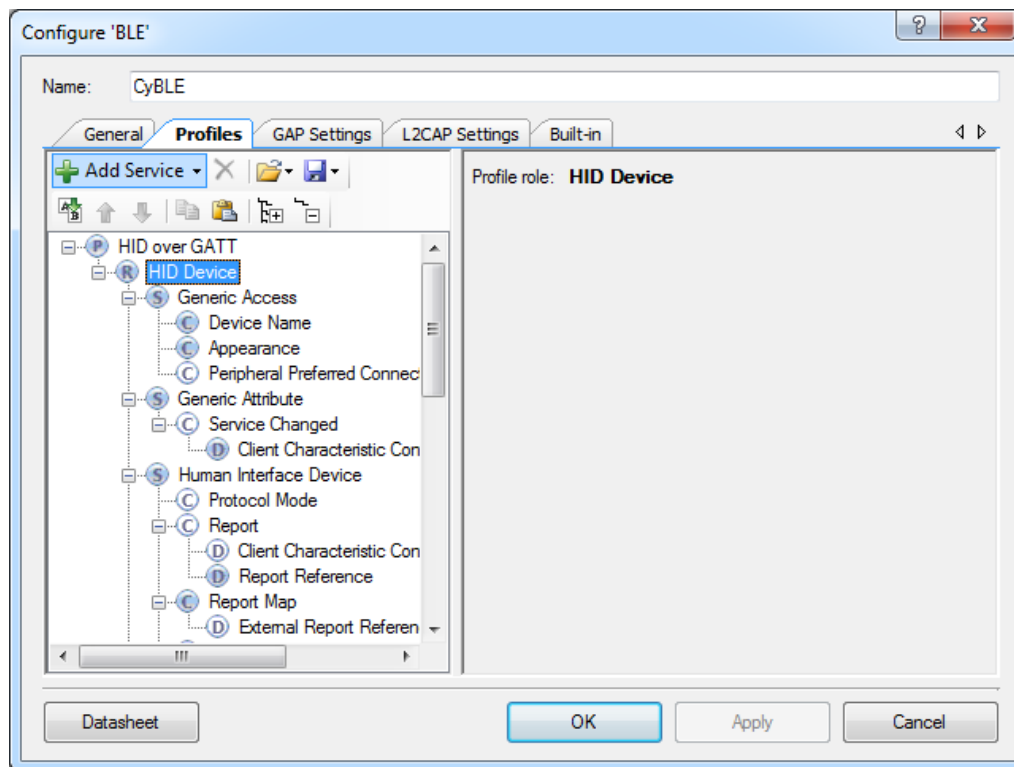 Configure 'BLE'
Name: CyBLE
General Profiles GAP Settings L2CAP Settings Built-in
Add Service
Profile role: HID Device
P HID over GATT
R HID Device
S Generic Access
C Device Name
C Appearance
C Peripheral Preferred Connec
S Generic Attribute
C Service Changed
D Client Characteristic Con
S Human Interface Device
C Protocol Mode
C Report
D Client Characteristic Con
D Report Reference
C Report Map
D External Report Referen
Datasheet OK Apply Cancel